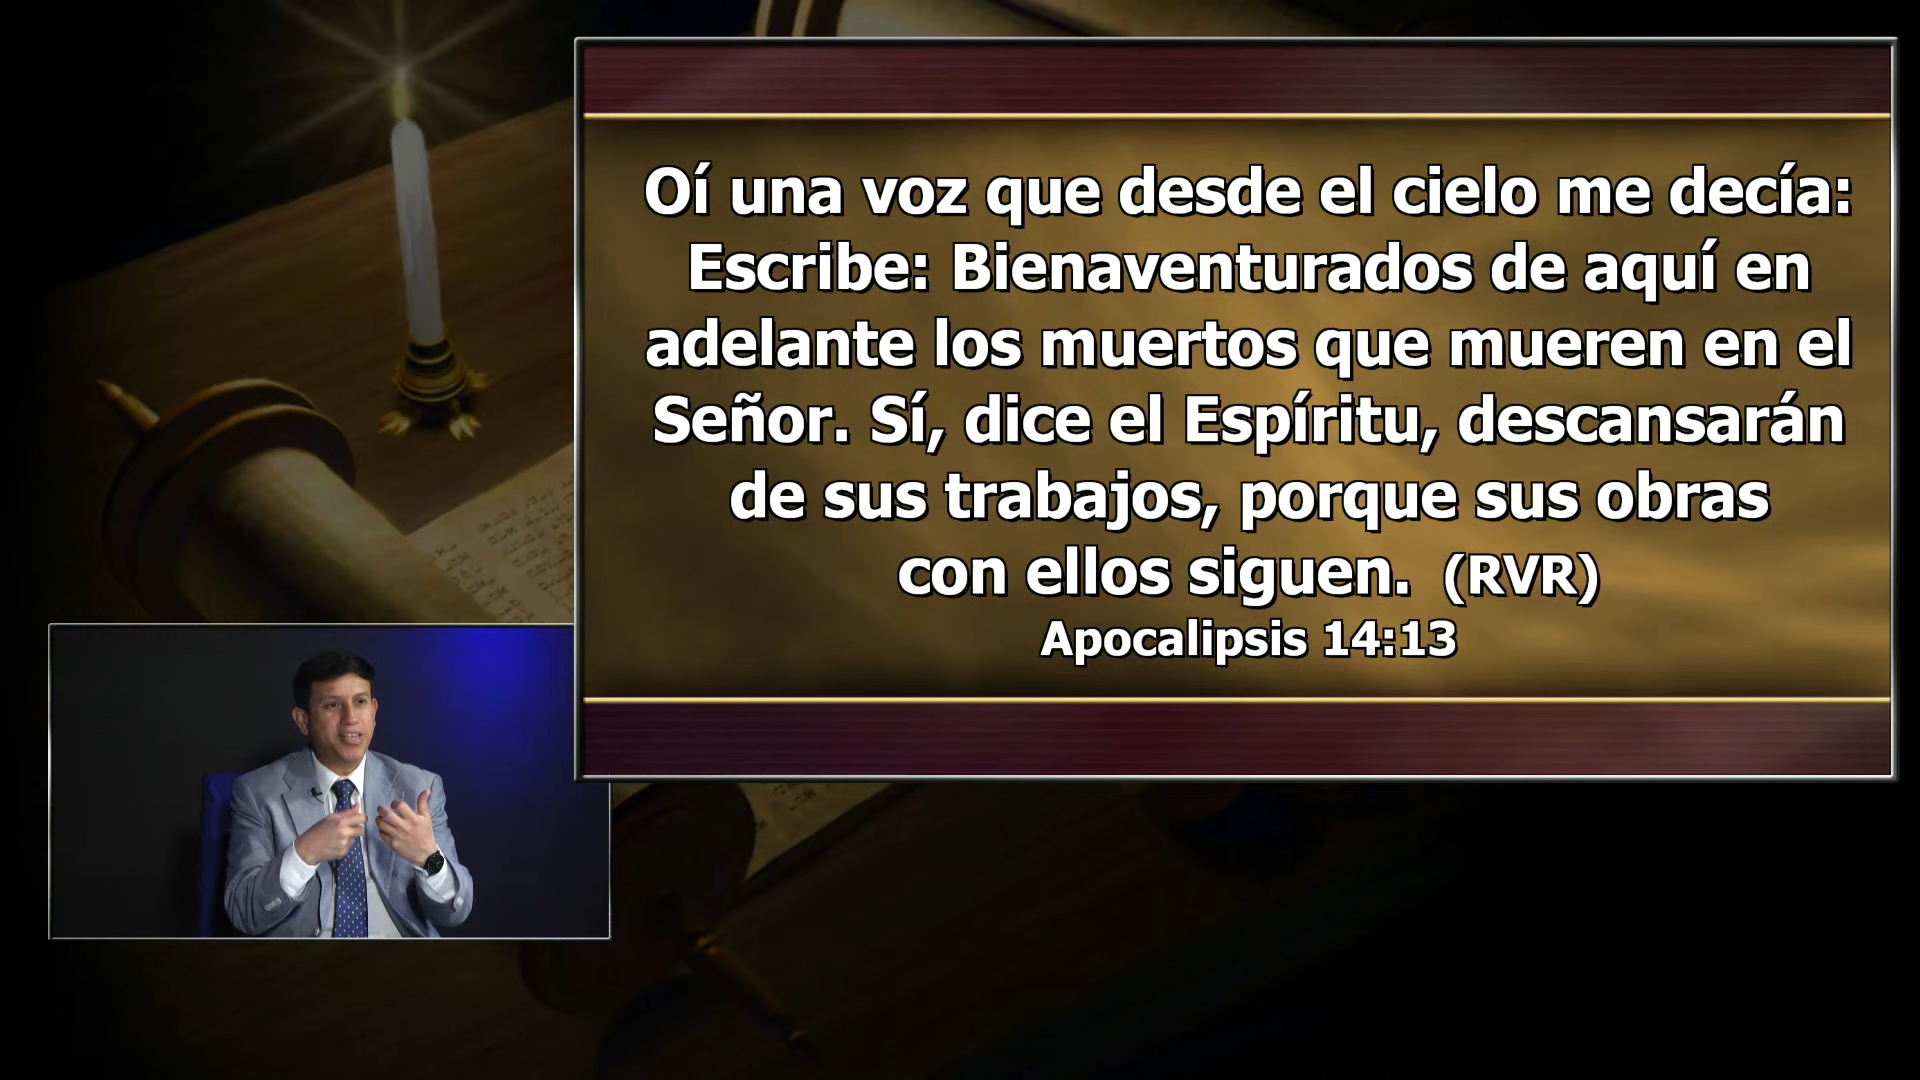 Oí una voz que desde el cielo me decía:
Escribe: Bienaventurados de aquí en
adelante los muertos que mueren en el
Señor. Sí, dice el Espíritu, descansarán
de sus trabajos, porque sus obras
con ellos siguen. (RVR)
Apocalipsis 14:13